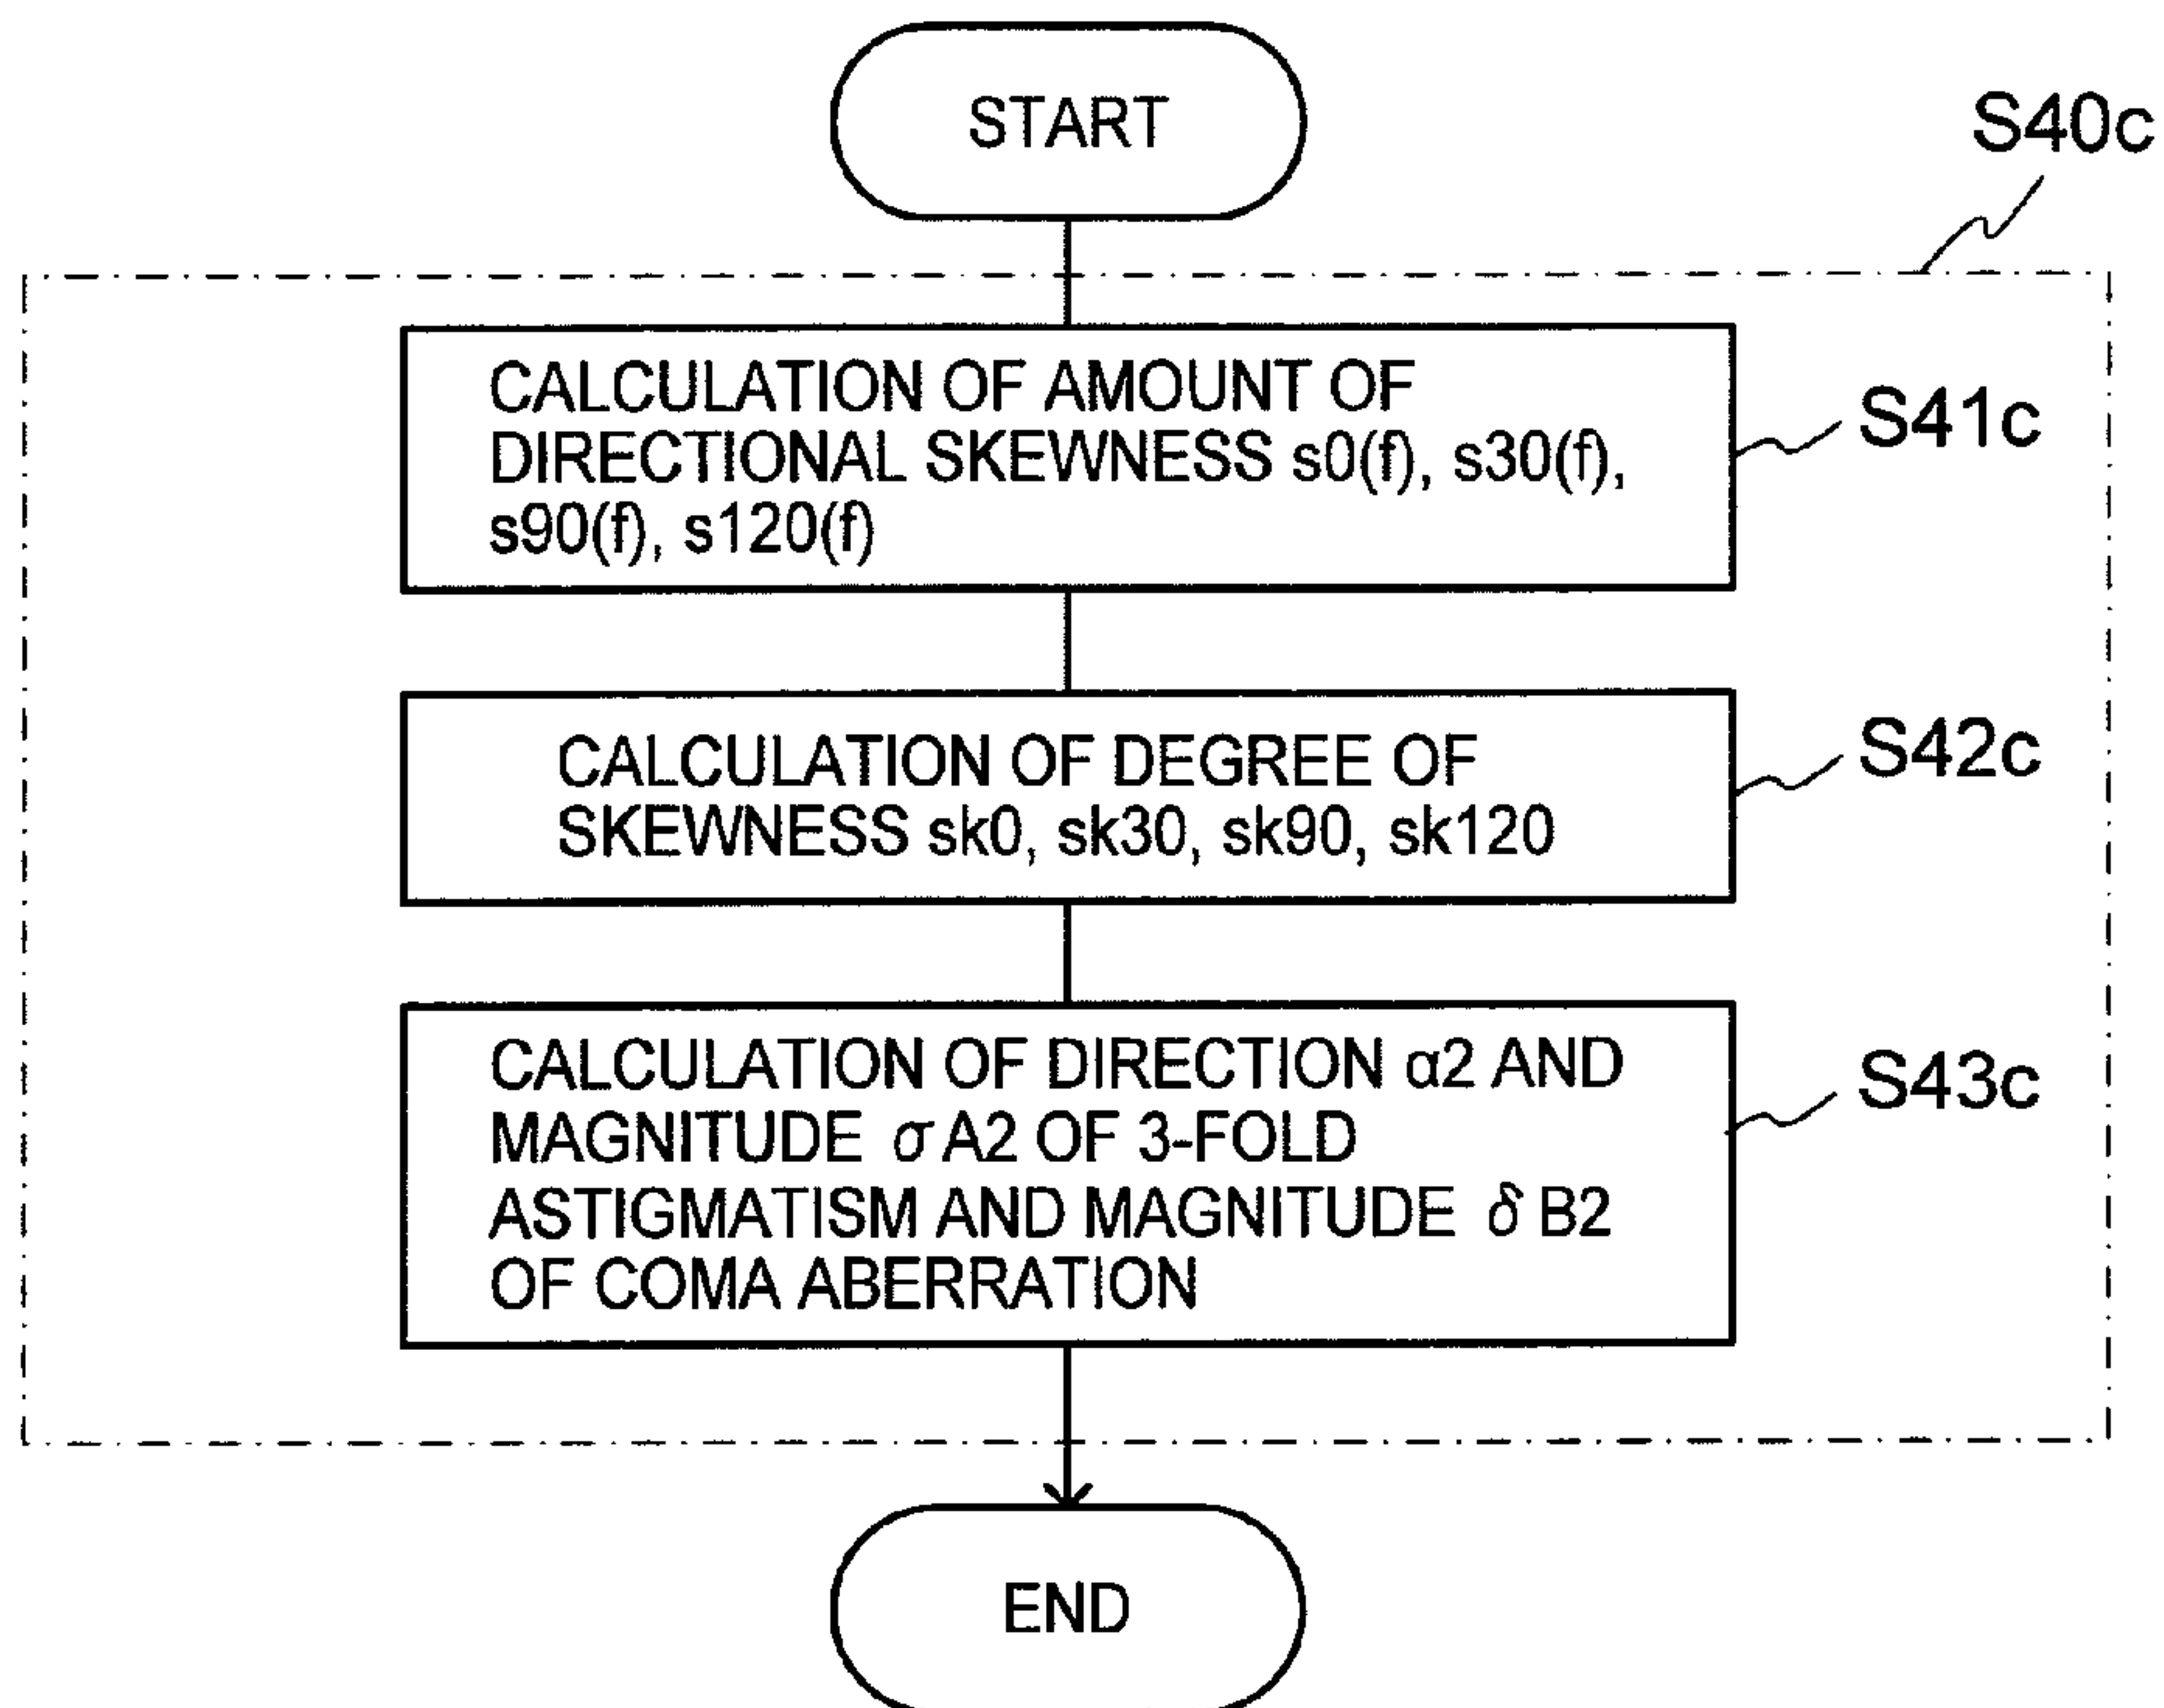 START
S40c
CALCULATION OF AMOUNT OF
DIRECTIONAL SKEWNESS s0(f), s30(f),
s90(f), s120(f)
S41c
CALCULATION OF DEGREE OF
SKEWNESS sk0, sk30, sk90, sk120
S42c
CALCULATION OF DIRECTION α2 AND
MAGNITUDE σ A2 OF 3-FOLD
ASTIGMATISM AND MAGNITUDE δ B2
OF COMA ABERRATION
S43c
END